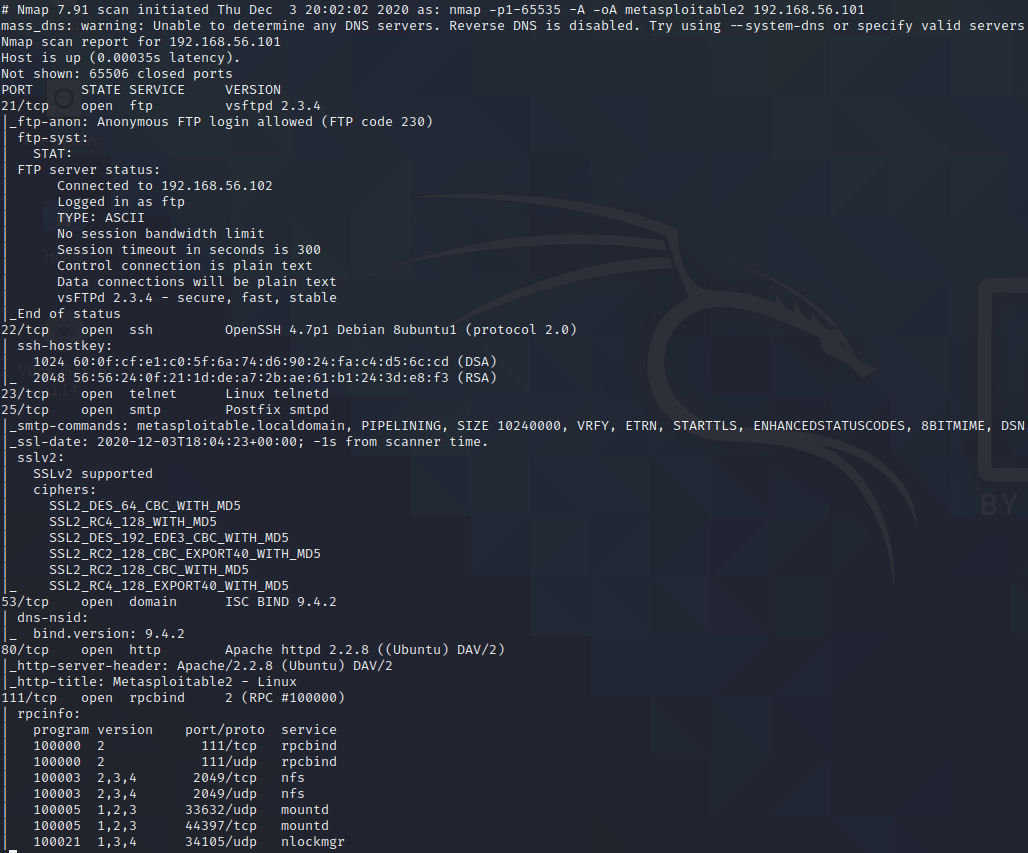 # Nmap 7.91 scan initiated Thu Dec  3 20:02:02 2020 as: nmap -p1-65535 -A -oA metasploitable2 192.168.56.101
mass_dns: warning: Unable to determine any DNS servers. Reverse DNS is disabled. Try using --system-dns or specify valid servers
Nmap scan report for 192.168.56.101
Host is up (0.00035s latency).
Not shown: 65506 closed ports
PORT      STATE SERVICE     VERSION
21/tcp    open  ftp         vsftpd 2.3.4
|_ftp-anon: Anonymous FTP login allowed (FTP code 230)
| ftp-syst:
|   STAT:
| FTP server status:
|      Connected to 192.168.56.102
|      Logged in as ftp
|      TYPE: ASCII
|      No session bandwidth limit
|      Session timeout in seconds is 300
|      Control connection is plain text
|      Data connections will be plain text
|      vsFTPd 2.3.4 - secure, fast, stable
|_End of status
22/tcp    open  ssh         OpenSSH 4.7p1 Debian 8ubuntu1 (protocol 2.0)
| ssh-hostkey:
|   1024 60:0f:cf:e1:c0:5f:6a:74:d6:90:24:fa:c4:d5:6c:cd (DSA)
|_  2048 56:56:24:0f:21:1d:de:a7:2b:ae:61:b1:24:3d:e8:f3 (RSA)
23/tcp    open  telnet      Linux telnetd
25/tcp    open  smtp        Postfix smtpd
|_smtp-commands: metasploitable.localdomain, PIPELINING, SIZE 10240000, VRFY, ETRN, STARTTLS, ENHANCEDSTATUSCODES, 8BITMIME, DSN
|_ssl-date: 2020-12-03T18:04:23+00:00; -1s from scanner time.
| sslv2:
|   SSLv2 supported
|   ciphers:
|     SSL2_DES_64_CBC_WITH_MD5
|     SSL2_RC4_128_WITH_MD5
|     SSL2_DES_192_EDE3_CBC_WITH_MD5
|     SSL2_RC2_128_CBC_EXPORT40_WITH_MD5
|     SSL2_RC2_128_CBC_WITH_MD5
|_    SSL2_RC4_128_EXPORT40_WITH_MD5
53/tcp    open  domain      ISC BIND 9.4.2
| dns-nsid:
|_  bind.version: 9.4.2
80/tcp    open  http        Apache httpd 2.2.8 ((Ubuntu) DAV/2)
|_http-server-header: Apache/2.2.8 (Ubuntu) DAV/2
|_http-title: Metasploitable2 - Linux
111/tcp   open  rpcbind     2 (RPC #100000)
| rpcinfo:
|   program version    port/proto  service
|   100000  2            111/tcp   rpcbind
|   100000  2            111/udp   rpcbind
|   100003  2,3,4       2049/tcp   nfs
|   100003  2,3,4       2049/udp   nfs
|   100005  1,2,3      33632/udp   mountd
|   100005  1,2,3      44397/tcp   mountd
|   100021  1,3,4      34105/udp   nlockmgr
BY